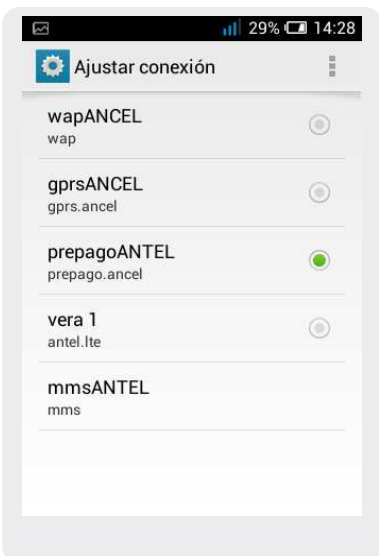 29% 14:28
Ajustar conexión
wapANCEL
wap
gprsANCEL
gprs.ancel
prepagoANTEL
prepago.ancel
vera 1
antel.lte
mmsANTEL
mms